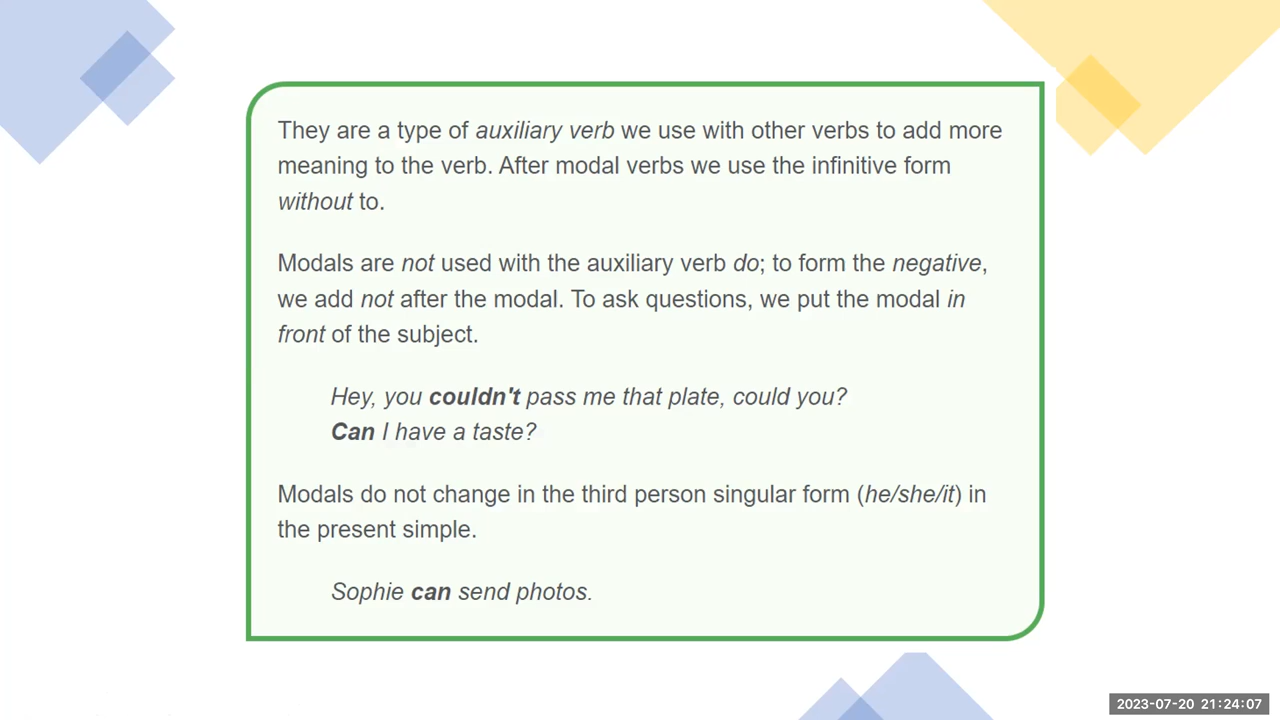 They are a type of auxiliary verb we use with other verbs to add more
meaning to the verb. After modal verbs we use the infinitive form
without to.
Modals are not used with the auxiliary verb do; to form the negative,
we add not after the modal. To ask questions, we put the modal in
front of the subject.
Hey, you couldn't pass me that plate, could you?
Can I have a taste?
Modals do not change in the third person singular form (he/she/it) in
the present simple.
Sophie can send photos.
2023-07-20 21:24:07